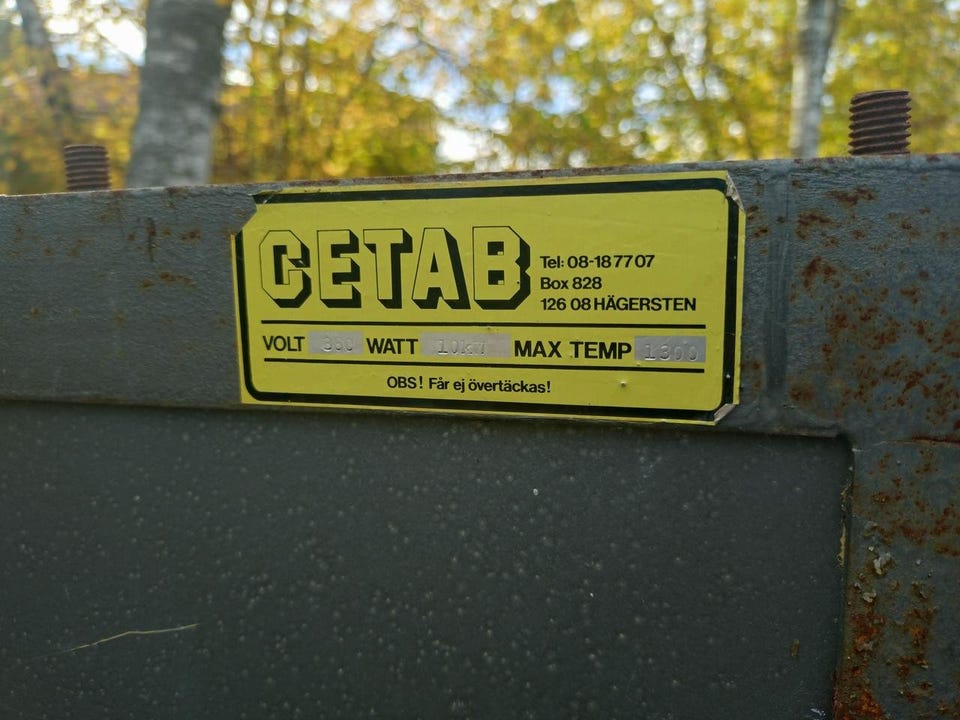 CETAB
Tel: 08-18 77 07
Box 828
126 08 HÄGERSTEN
VOLT 380 WATT 10kW MAX TEMP 1300
OBS! Får ej övertäckas!